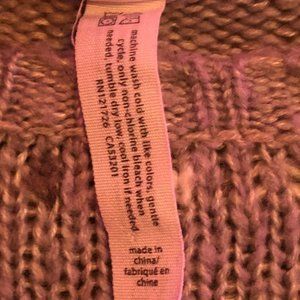 machine wash cold with like colors, gentle
cycle, only non-chlorine bleach when
needed, tumble dry low, cool iron if needed
RN121726 CA53201
made in
china/
fabriqué en
chine